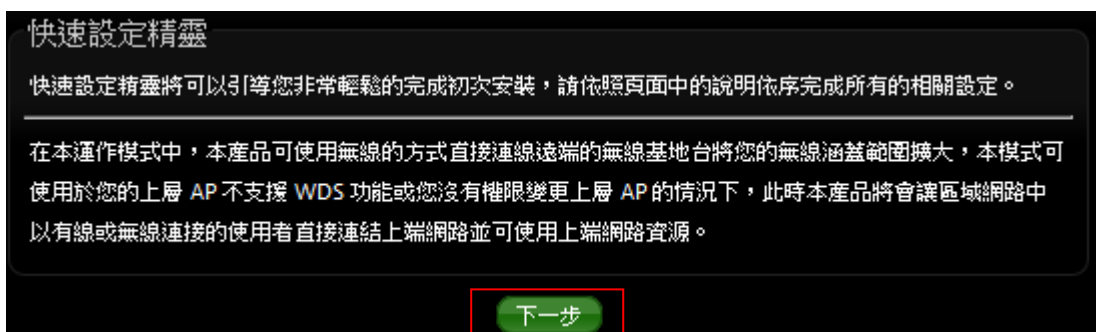 快速設定精靈
快速設定精靈將可以引導您非常輕鬆的完成初次安裝，請依照頁面中的說明依序完成所有的相關設定。
在本運作模式中，本產品可使用無線的方式直接連線遠端的無線基地台將您的無線涵蓋範圍擴大，本模式可
使用於您的上層 AP 不支援 WDS 功能或您沒有權限變更上層 AP 的情況下，此時本產品將會讓區域網路中
以有線或無線連接的使用者直接連結上端網路並可使用上端網路資源。
下一步